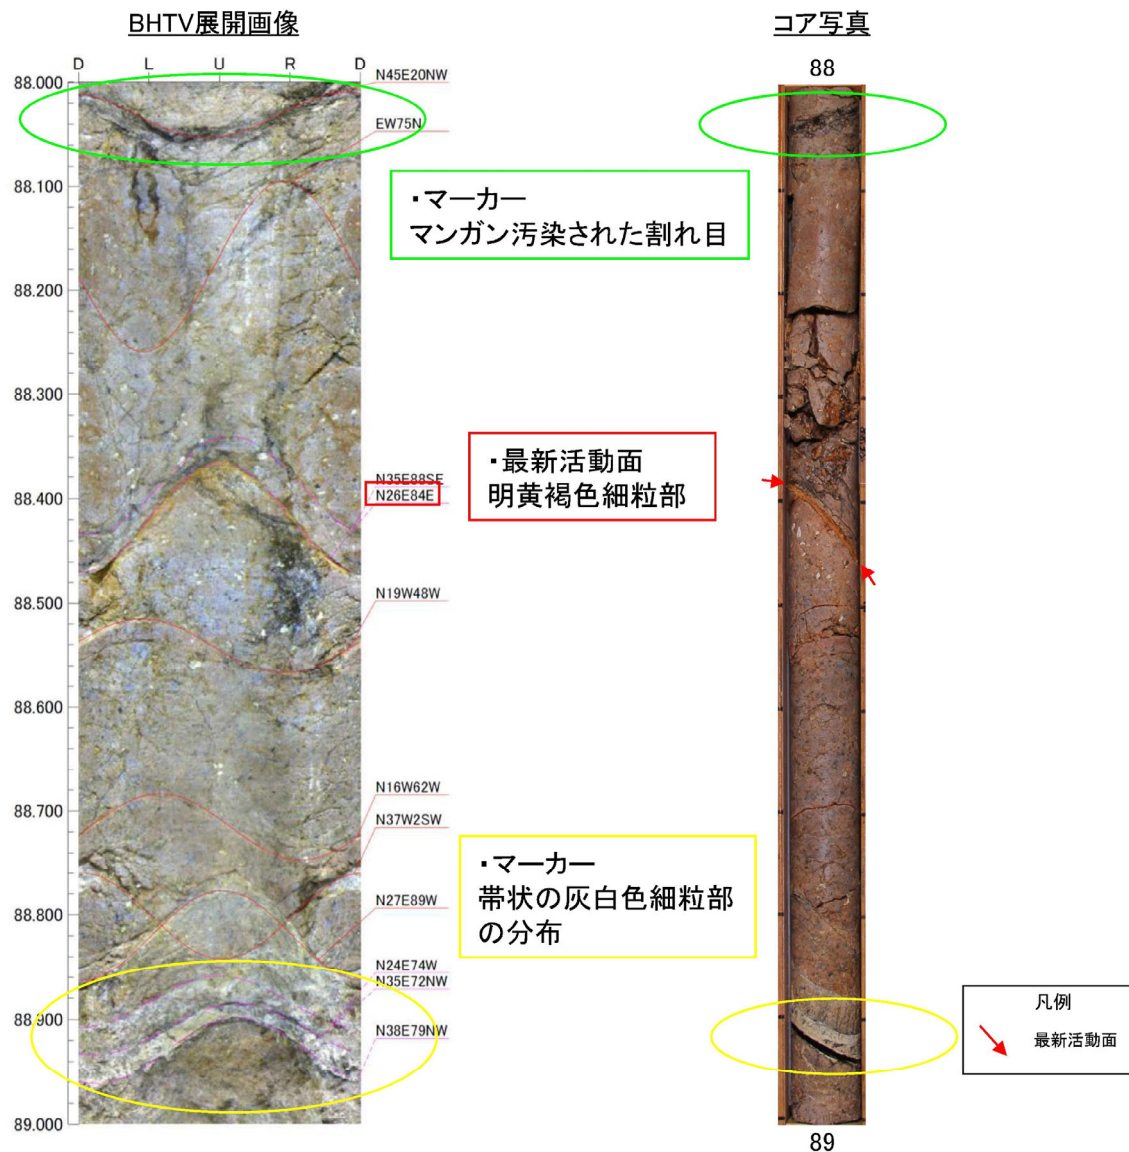 BHTV展開画像
コア写真
D L U R D
88
88.000
88.100
88.200
88.300
88.400
88.500
88.600
88.700
88.800
88.900
89.000
N45E20NW
EW75N
N35E88SE
N26E84E
N19W48W
N16W62W
N37W2SW
N27E89W
N24E74W
N35E72NW
N38E79NW
・マーカー
マンガン汚染された割れ目
・最新活動面
明黄褐色細粒部
・マーカー
帯状の灰白色細粒部
の分布
凡例
最新活動面
89